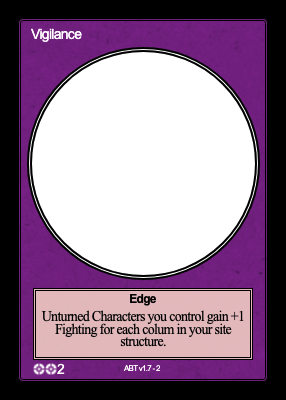 Vigilance
Edge
Unturned Characters you control gain +1
Fighting for each colum in your site
structure.
2
ABT v1.7 - 2